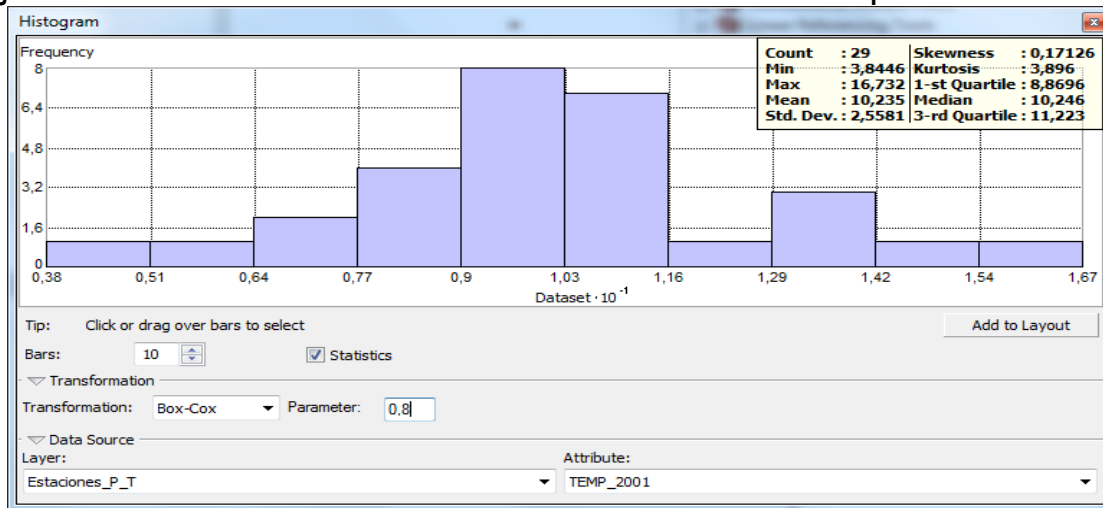 Histogram
Frequency
Count : 29 Skewness : 0,17126
Min : 3,8446 Kurtosis : 3,896
Max : 16,732 1-st Quartile : 8,8696
Mean : 10,235 Median : 10,246
Std. Dev. : 2,5581 3-rd Quartile : 11,223
8
6,4
4,8
3,2
1,6
0
0,38 0,51 0,64 0,77 0,9 1,03 1,16 1,29 1,42 1,54 1,67
Dataset · 10 -1
Tip: Click or drag over bars to select
Add to Layout
Bars: 10 Statistics
Transformation
Transformation: Box-Cox Parameter: 0,8
Data Source
Layer: Attribute:
Estaciones_P_T TEMP_2001